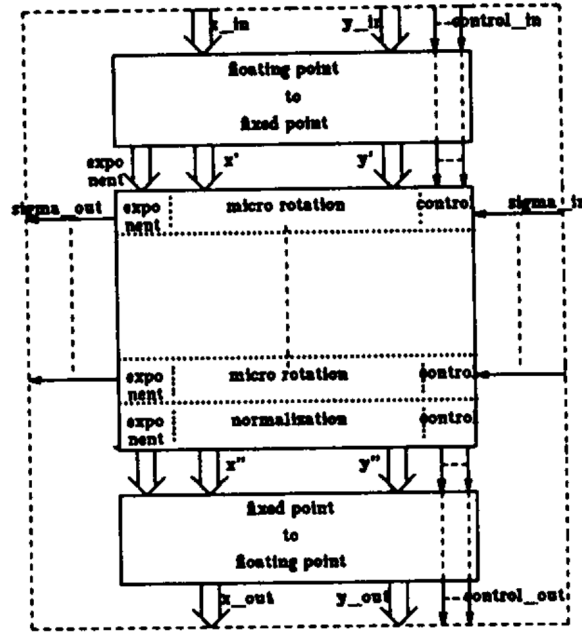 x_in y_in control_in
floating point
to
fixed point
expo
nent x' y'
sigma_out expo
nent micro rotation control sigma_in
expo
nent micro rotation control
expo
nent normalization control
x" y"
fixed point
to
floating point
x_out y_out control_out